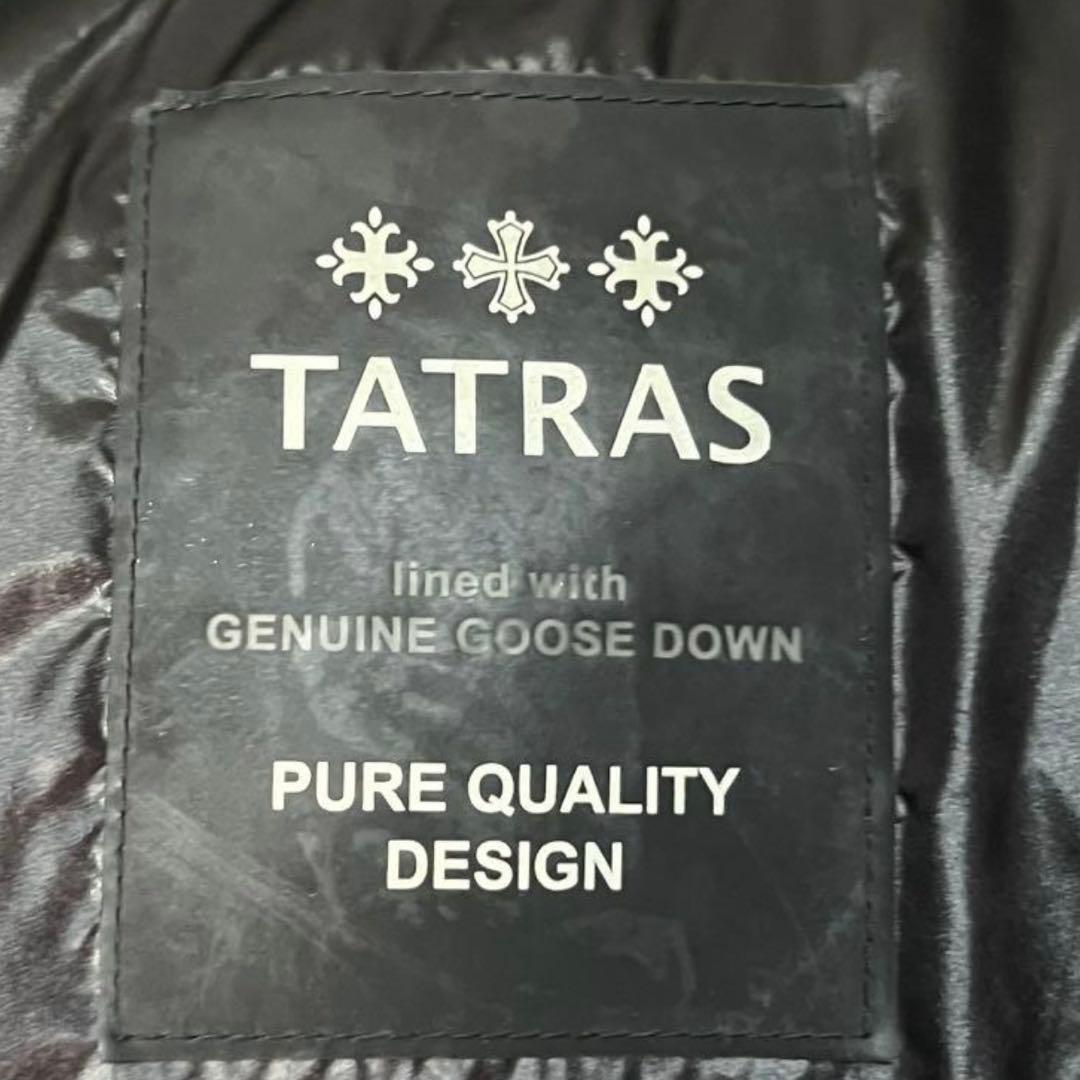 TATRAS
lined with
GENUINE GOOSE DOWN
PURE QUALITY
DESIGN